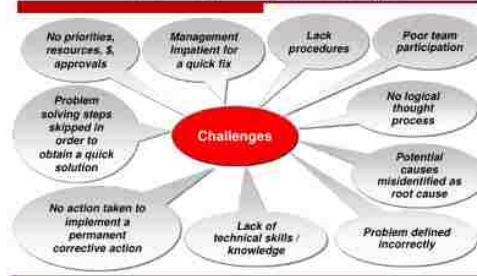 No priorities,
resources, $,
approvals
Management
Impatient for
a quick fix
Lack
procedures
Poor team
participation
Problem
solving steps
skipped in
order to
obtain a quick
solution
Challenges
No logical
thought
process
Potential
causes
misidentified as
root cause
No action taken to
implement a
permanent
corrective action
Lack of
technical skills /
knowledge
Problem defined
incorrectly